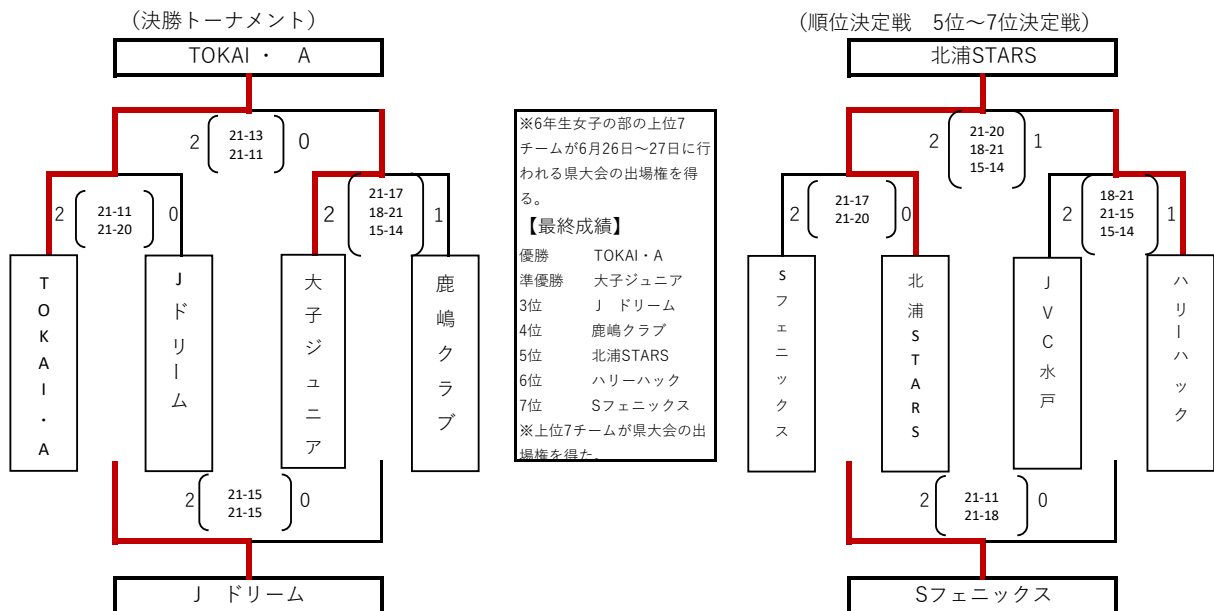 (決勝トーナメント)
TOKAI・ A
2
21-13
21-11
0
2
21-11
21-20
0
2
21-17
18-21
15-14
1
TOKAI・A
Jドリーム
大子ジュニア
鹿嶋クラブ
2
21-15
21-15
0
J ドリーム
※6年生女子の部の上位7
チームが6月26日~27日に行
われる県大会の出場権を得
る。
【最終成績】
優勝 TOKAI・A
準優勝 大子ジュニア
3位 J ドリーム
4位 鹿嶋クラブ
5位 北浦STARS
6位 ハリーハック
7位 Sフェニックス
※上位7チームが県大会の出
場権を得た。
(順位決定戦 5位~7位決定戦)
北浦STARS
2
21-20
18-21
15-14
1
2
21-17
21-20
0
2
18-21
21-15
15-14
1
Sフェニックス
北浦STARS
JVC水戸
ハリーハック
2
21-11
21-18
0
Sフェニックス